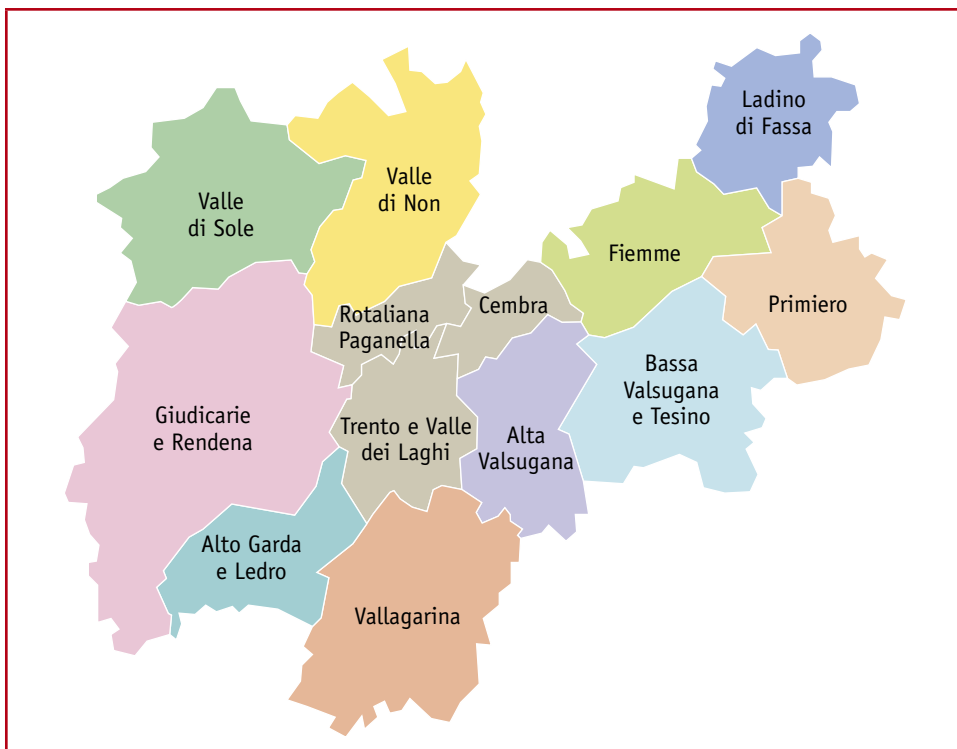 Ladino
di Fassa
Valle
di Non
Valle
di Sole
Fiemme
Cembra
Primiero
Rotaliana
Paganella
Bassa
Valsugana
e Tesino
Giudicarie
e Rendena
Trento e Valle
dei Laghi
Alta
Valsugana
Alto Garda
e Ledro
Vallagarina